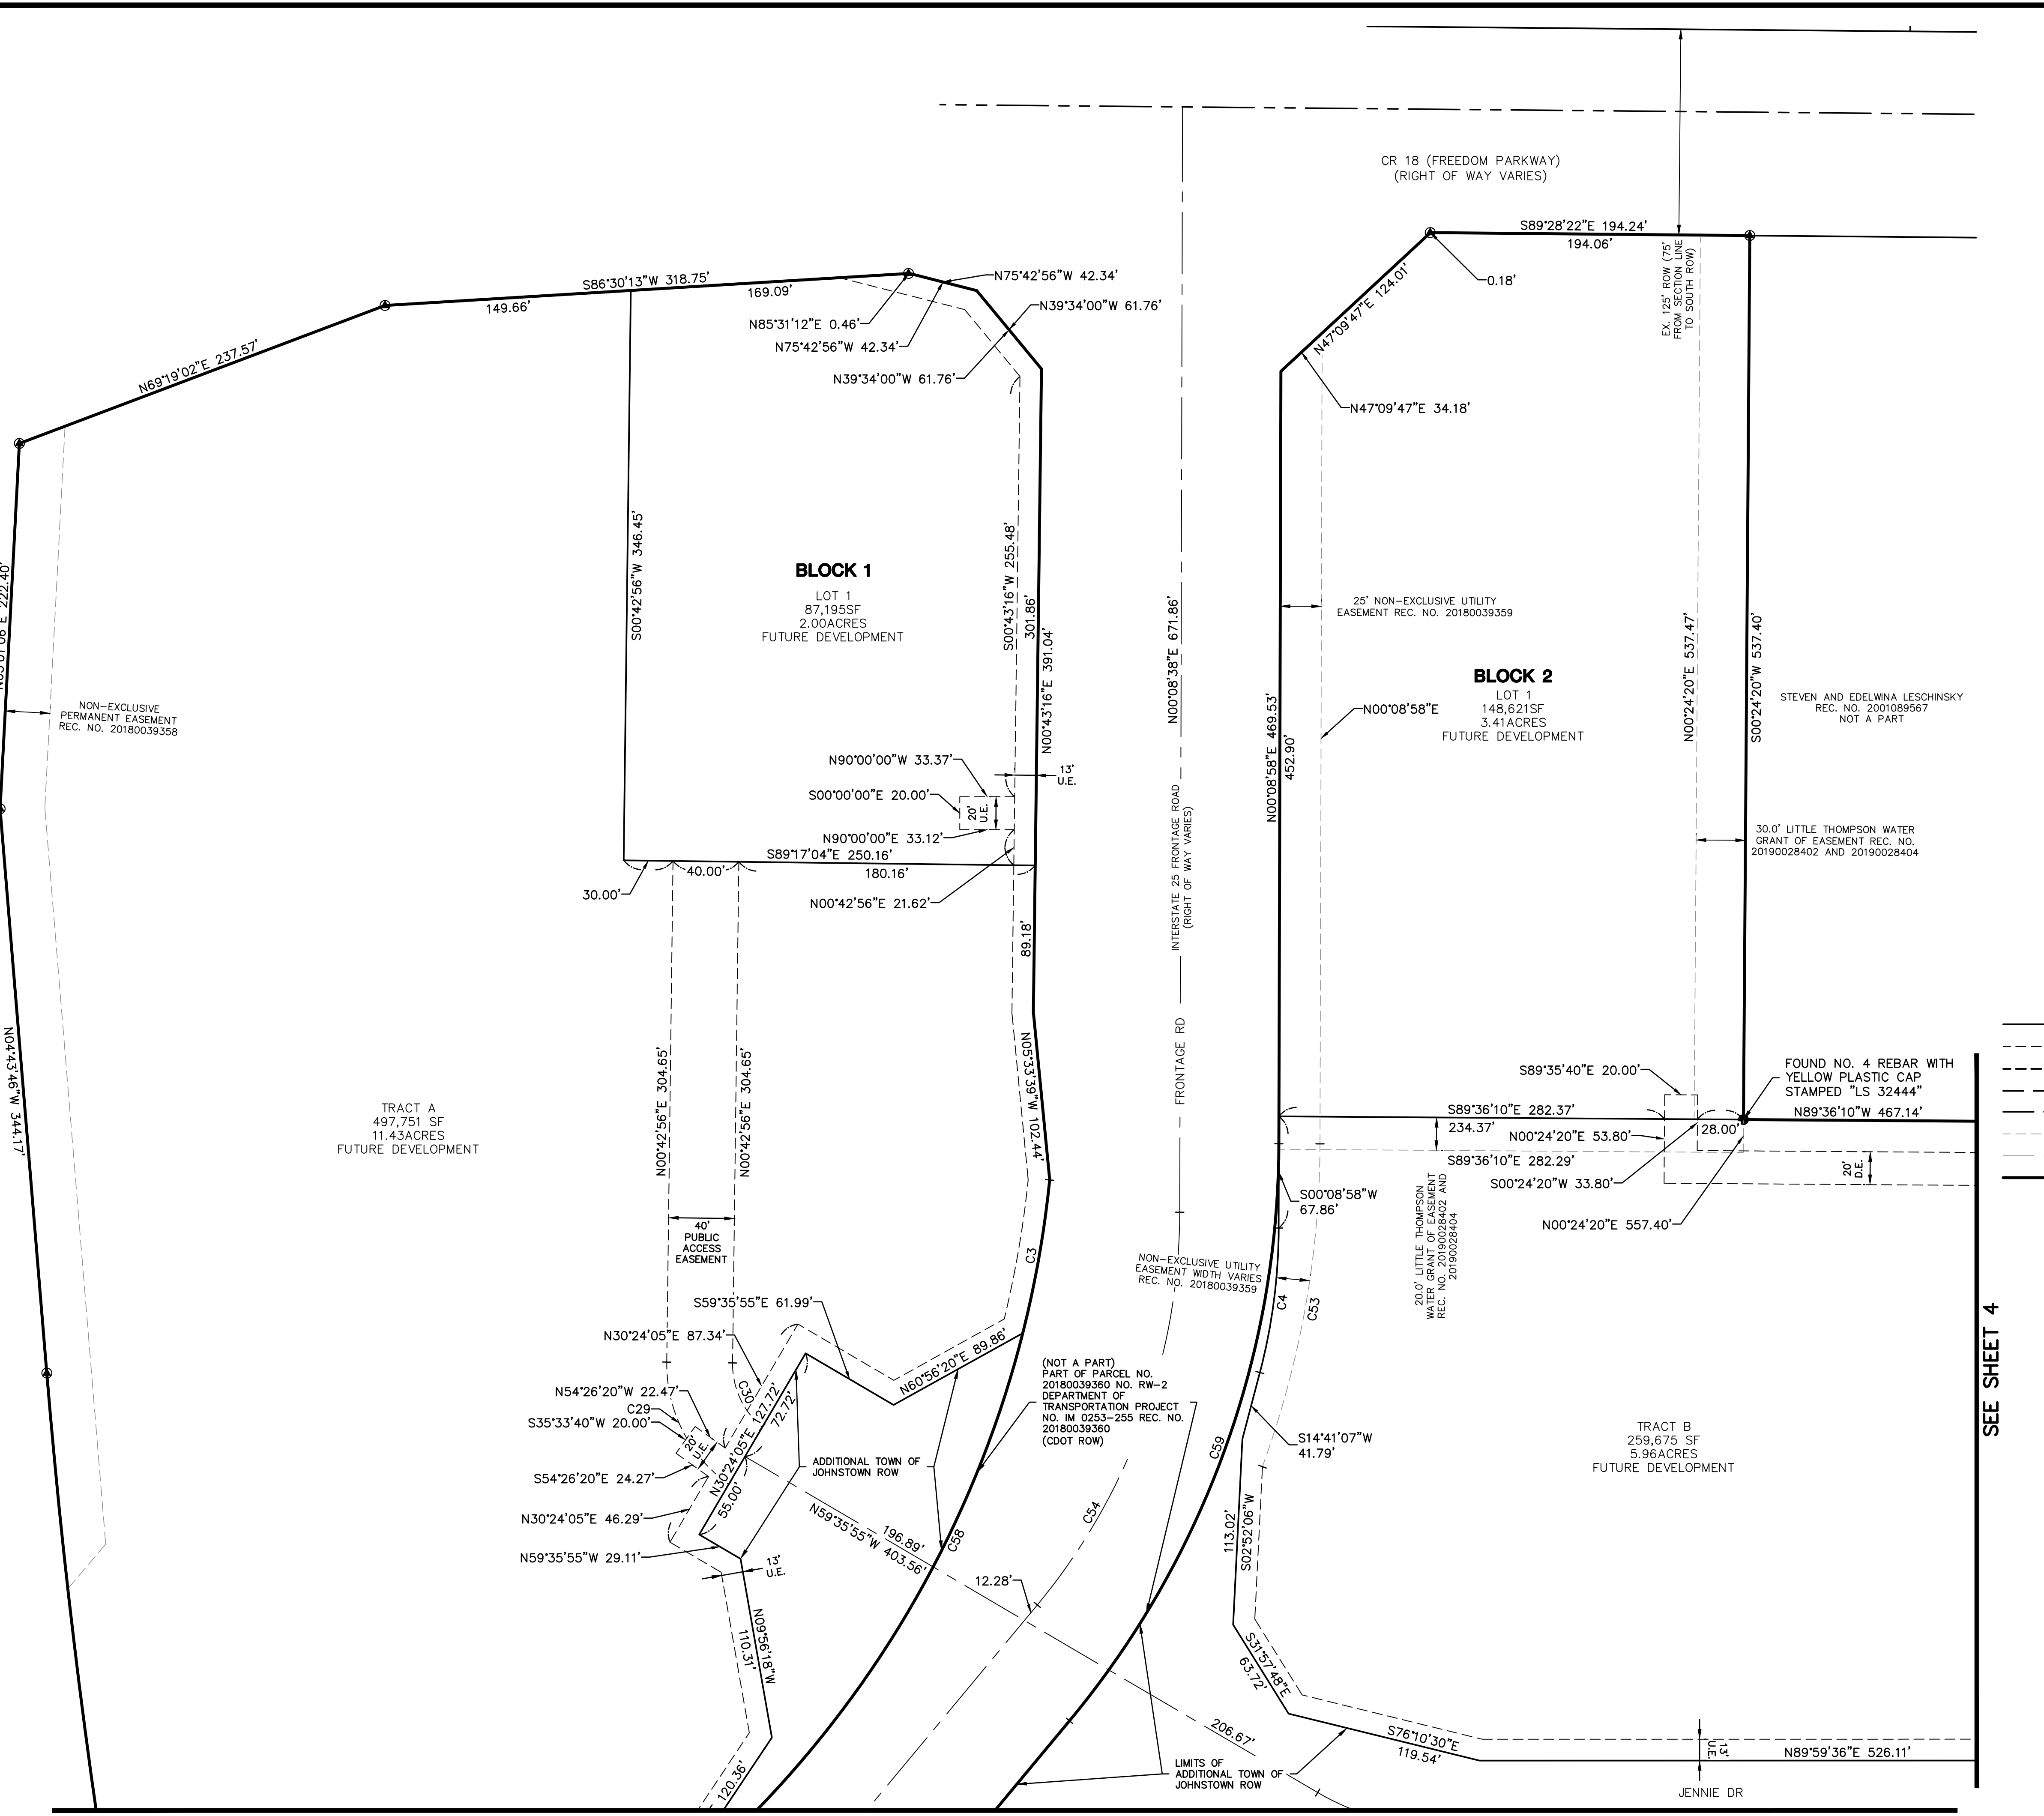 CR 18 (FREEDOM PARKWAY)
(RIGHT OF WAY VARIES)
S89°28'22"E 194.24'
194.06'
0.18'
EX. 125' ROW (75'
FROM SECTION LINE
TO SOUTH ROW)
S86°30'13"W 318.75'
149.66'
169.09'
N75°42'56"W 42.34'
N39°34'00"W 61.76'
N85°31'12"E 0.46'
N75°42'56"W 42.34'
N39°34'00"W 61.76'
N69°19'02"E 237.57'
N47°09'47"E 124.01'
N47°09'47"E 34.18'
222.40'
S00°42'56"W 346.45'
BLOCK 1
LOT 1
87,195SF
2.00ACRES
FUTURE DEVELOPMENT
S00°43'16"W 255.48'
301.86'
N00°43'16"E 391.04'
N00°08'38"E 671.86'
25' NON-EXCLUSIVE UTILITY
EASEMENT REC. NO. 20180039359
BLOCK 2
LOT 1
148,621SF
3.41ACRES
FUTURE DEVELOPMENT
N00°08'58"E
N00°08'58"E 469.53'
452.90'
N00°24'20"E 537.47'
S00°24'20"W 537.40'
STEVEN AND EDELWINA LESCHINSKY
REC. NO. 2001089567
NOT A PART
NON-EXCLUSIVE
PERMANENT EASEMENT
REC. NO. 20180039358
N90°00'00"W 33.37'
S00°00'00"E 20.00'
20'
U.E.
13'
U.E.
N90°00'00"E 33.12'
S89°17'04"E 250.16'
30.00'
40.00'
180.16'
N00°42'56"E 21.62'
89.18'
INTERSTATE 25 FRONTAGE ROAD
(RIGHT OF WAY VARIES)
FRONTAGE RD
30.0' LITTLE THOMPSON WATER
GRANT OF EASEMENT REC. NO.
20190028402 AND 20190028404
N04°43'46"W 344.17'
TRACT A
497,751 SF
11.43ACRES
FUTURE DEVELOPMENT
N00°42'56"E 304.65'
N00°42'56"E 304.65'
N05°33'39"W 102.44'
40'
PUBLIC
ACCESS
EASEMENT
S89°35'40"E 20.00'
FOUND NO. 4 REBAR WITH
YELLOW PLASTIC CAP
STAMPED "LS 32444"
S89°36'10"E 282.37'
234.37'
28.00'
N89°36'10"W 467.14'
N00°24'20"E 53.80'
S89°36'10"E 282.29'
S00°24'20"W 33.80'
20'
D.E.
N00°24'20"E 557.40'
S00°08'58"W
67.86'
20.0' LITTLE THOMPSON
WATER GRANT OF EASEMENT
REC. NO. 20190028402 AND
20190028404
NON-EXCLUSIVE UTILITY
EASEMENT WIDTH VARIES
REC. NO. 20180039359
C3
C4
C53
S59°35'55"E 61.99'
N30°24'05"E 87.34'
N60°56'20"E 89.86'
N54°26'20"W 22.47'
C29
C30
S35°33'40"W 20.00'
20'
U.E.
N30°24'05"E 127.72'
72.72'
55.00'
S54°26'20"E 24.27'
N30°24'05"E 46.29'
N59°35'55"W 29.11'
13'
U.E.
ADDITIONAL TOWN OF
JOHNSTOWN ROW
(NOT A PART)
PART OF PARCEL NO.
20180039360 NO. RW-2
DEPARTMENT OF
TRANSPORTATION PROJECT
NO. IM 0253-255 REC. NO.
20180039360
(CDOT ROW)
C59
S14°41'07"W
41.79'
TRACT B
259,675 SF
5.96ACRES
FUTURE DEVELOPMENT
SEE SHEET 4
N59°35'55"W 403.56'
196.89'
C58
C54
12.28'
113.02'
S02°52'06"W
N09°56'18"W
110.31'
120.36'
S31°57'48"E
63.72'
206.67'
S76°10'30"E
119.54'
LIMITS OF
ADDITIONAL TOWN OF
JOHNSTOWN ROW
13'
U.E.
N89°59'36"E 526.11'
JENNIE DR